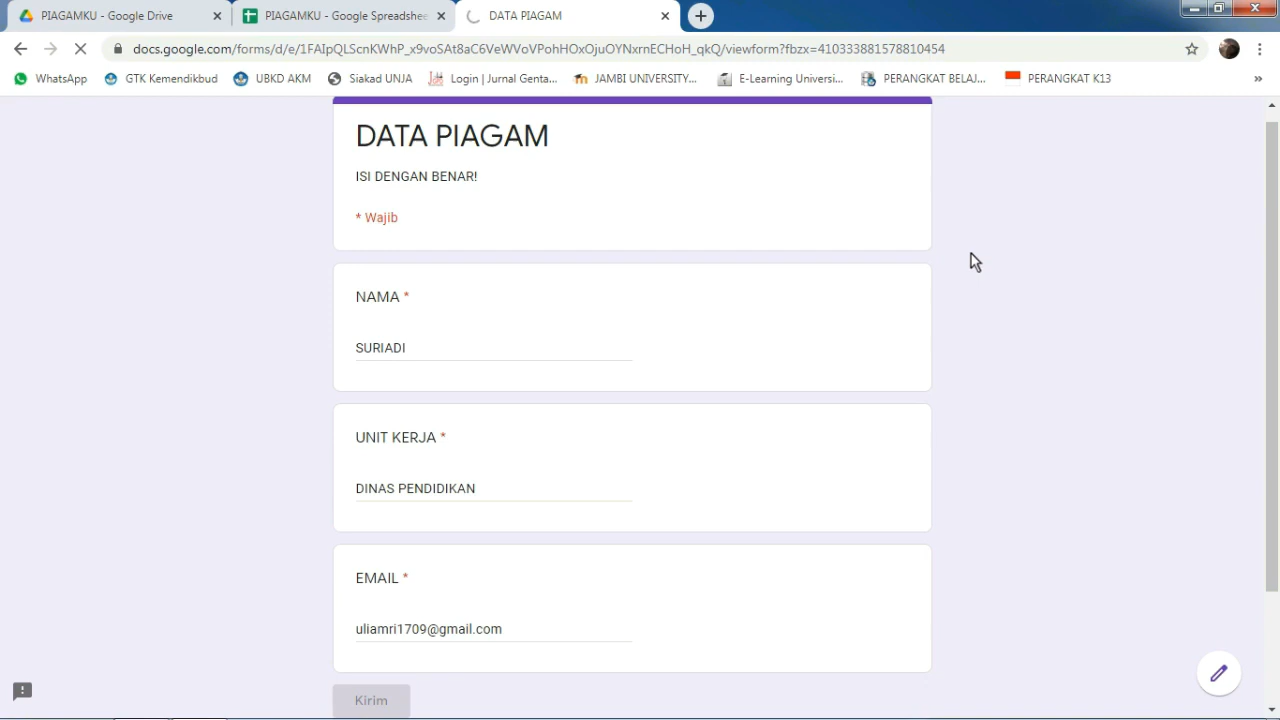 PIAGAMKU - Google Drive
PIAGAMKU - Google Spreadshee
DATA PIAGAM
docs.google.com/forms/d/e/1FAIpQLScnKWhP_x9voSAt8aC6VeWVoVPohHOxOjuOYNxrnECHoH_qkQ/viewform?fbzx=410333881578810454
WhatsApp
GTK Kemendikbud
UBKD AKM
Siakad UNJA
Login | Jurnal Genta...
JAMBI UNIVERSITY...
E-Learning Universi...
PERANGKAT BELAJ...
PERANGKAT K13
DATA PIAGAM
ISI DENGAN BENAR!
* Wajib
NAMA *
SURIADI
UNIT KERJA *
DINAS PENDIDIKAN
EMAIL *
uliamri1709@gmail.com
Kirim